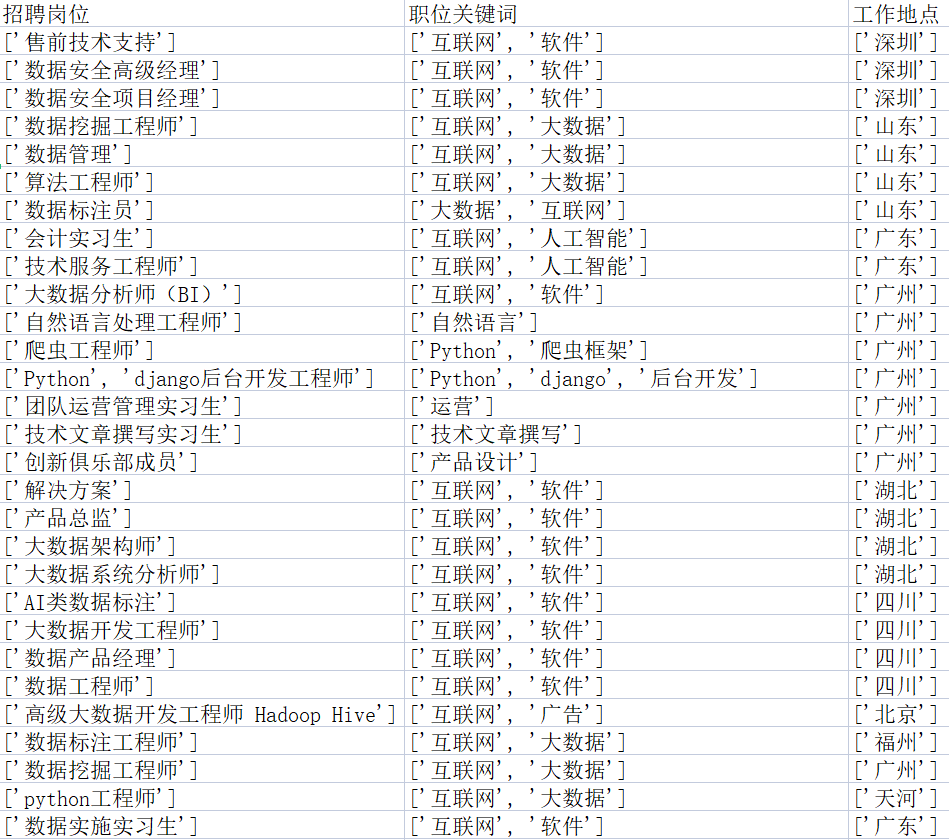 招聘岗位 职位关键词 工作地点
['售前技术支持'] ['互联网', '软件'] ['深圳']
['数据安全高级经理'] ['互联网', '软件'] ['深圳']
['数据安全项目经理'] ['互联网', '软件'] ['深圳']
['数据挖掘工程师'] ['互联网', '大数据'] ['山东']
['数据管理'] ['互联网', '大数据'] ['山东']
['算法工程师'] ['互联网', '大数据'] ['山东']
['数据标注员'] ['大数据', '互联网'] ['山东']
['会计实习生'] ['互联网', '人工智能'] ['广东']
['技术服务工程师'] ['互联网', '人工智能'] ['广东']
['大数据分析师（BI）'] ['互联网', '软件'] ['广州']
['自然语言处理工程师'] ['自然语言'] ['广州']
['爬虫工程师'] ['Python', '爬虫框架'] ['广州']
['Python', 'django后台开发工程师'] ['Python', 'django', '后台开发'] ['广州']
['团队运营管理实习生'] ['运营'] ['广州']
['技术文章撰写实习生'] ['技术文章撰写'] ['广州']
['创新俱乐部成员'] ['产品设计'] ['广州']
['解决方案'] ['互联网', '软件'] ['湖北']
['产品总监'] ['互联网', '软件'] ['湖北']
['大数据架构师'] ['互联网', '软件'] ['湖北']
['大数据系统分析师'] ['互联网', '软件'] ['湖北']
['AI类数据标注'] ['互联网', '软件'] ['四川']
['大数据开发工程师'] ['互联网', '软件'] ['四川']
['数据产品经理'] ['互联网', '软件'] ['四川']
['数据工程师'] ['互联网', '软件'] ['四川']
['高级大数据开发工程师 Hadoop Hive'] ['互联网', '广告'] ['北京']
['数据标注工程师'] ['互联网', '大数据'] ['福州']
['数据挖掘工程师'] ['互联网', '大数据'] ['广州']
['python工程师'] ['互联网', '大数据'] ['天河']
['数据实施实习生'] ['互联网', '软件'] ['广东']